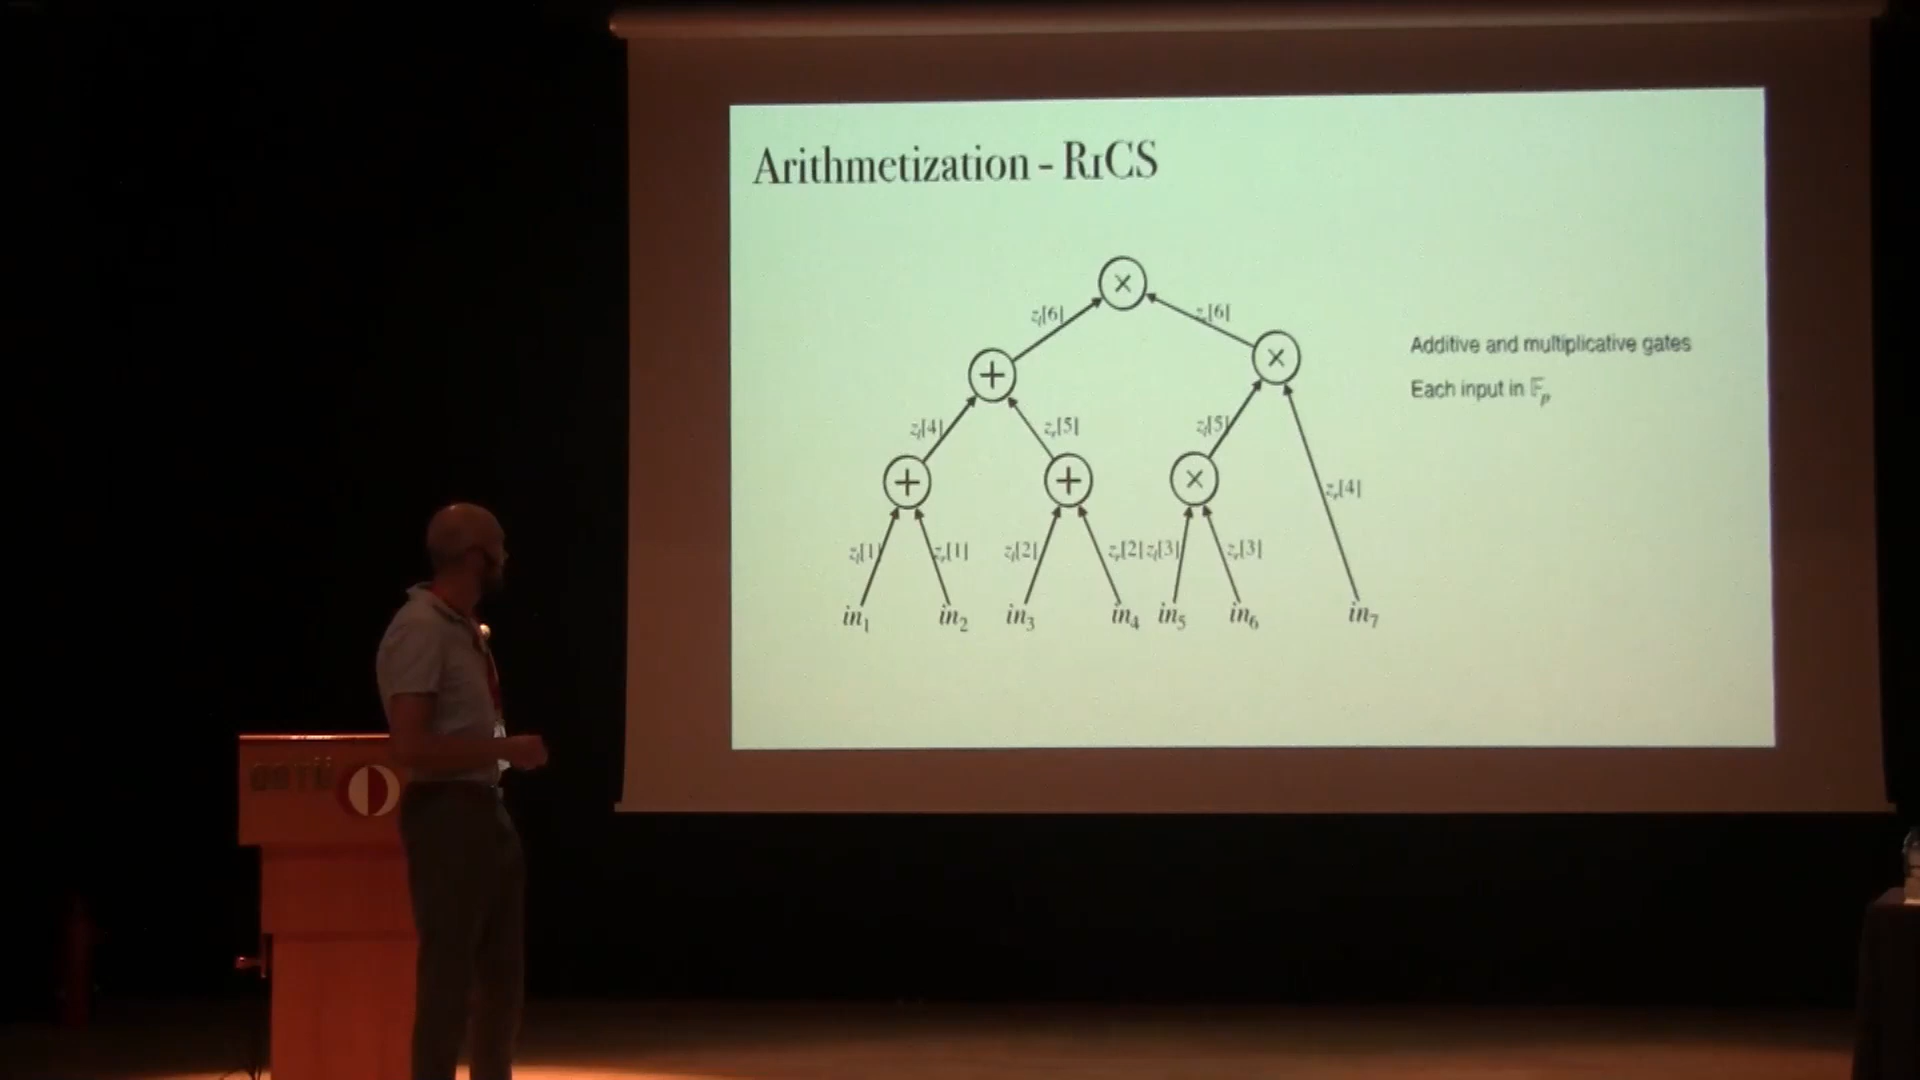 Arithmetization - R1CS
×
z_l[6] z_r[6]
+ ×
Additive and multiplicative gates
Each input in 𝔽_p
z_l[4] z_r[5] z_l[5]
+ + ×
z_r[4]
z_l[1] z_r[1] z_l[2] z_r[2] z_l[3] z_r[3]
in_1 in_2 in_3 in_4 in_5 in_6 in_7
ODTÜ